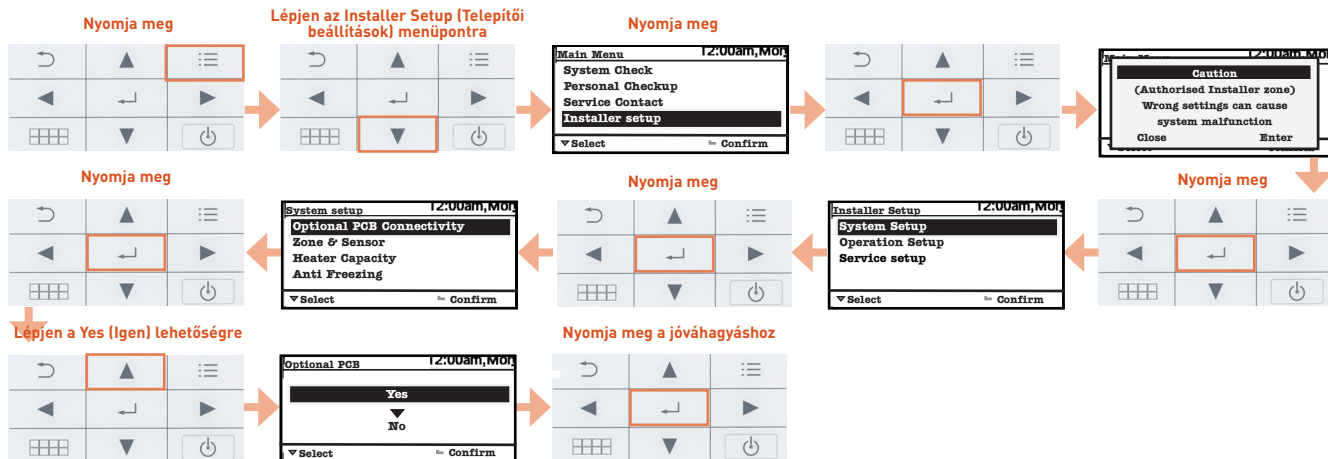 Nyomja meg
Lépjen az Installer Setup (Telepítői
beállítások) menüpontra
Nyomja meg
Main Menu 12:00am,Mon
System Check
Personal Checkup
Service Contact
Installer setup
▼Select Confirm
Caution
(Authorised Installer zone)
Wrong settings can cause
system malfunction
Close Enter
Nyomja meg
Nyomja meg
Nyomja meg
System setup 12:00am,Mon
Optional PCB Connectivity
Zone & Sensor
Heater Capacity
Anti Freezing
▼Select Confirm
Installer Setup 12:00am,Mon
System Setup
Operation Setup
Service setup
▼Select Confirm
Lépjen a Yes (Igen) lehetőségre
Nyomja meg a jóváhagyáshoz
Optional PCB 12:00am,Mon
Yes
No
▼Select Confirm